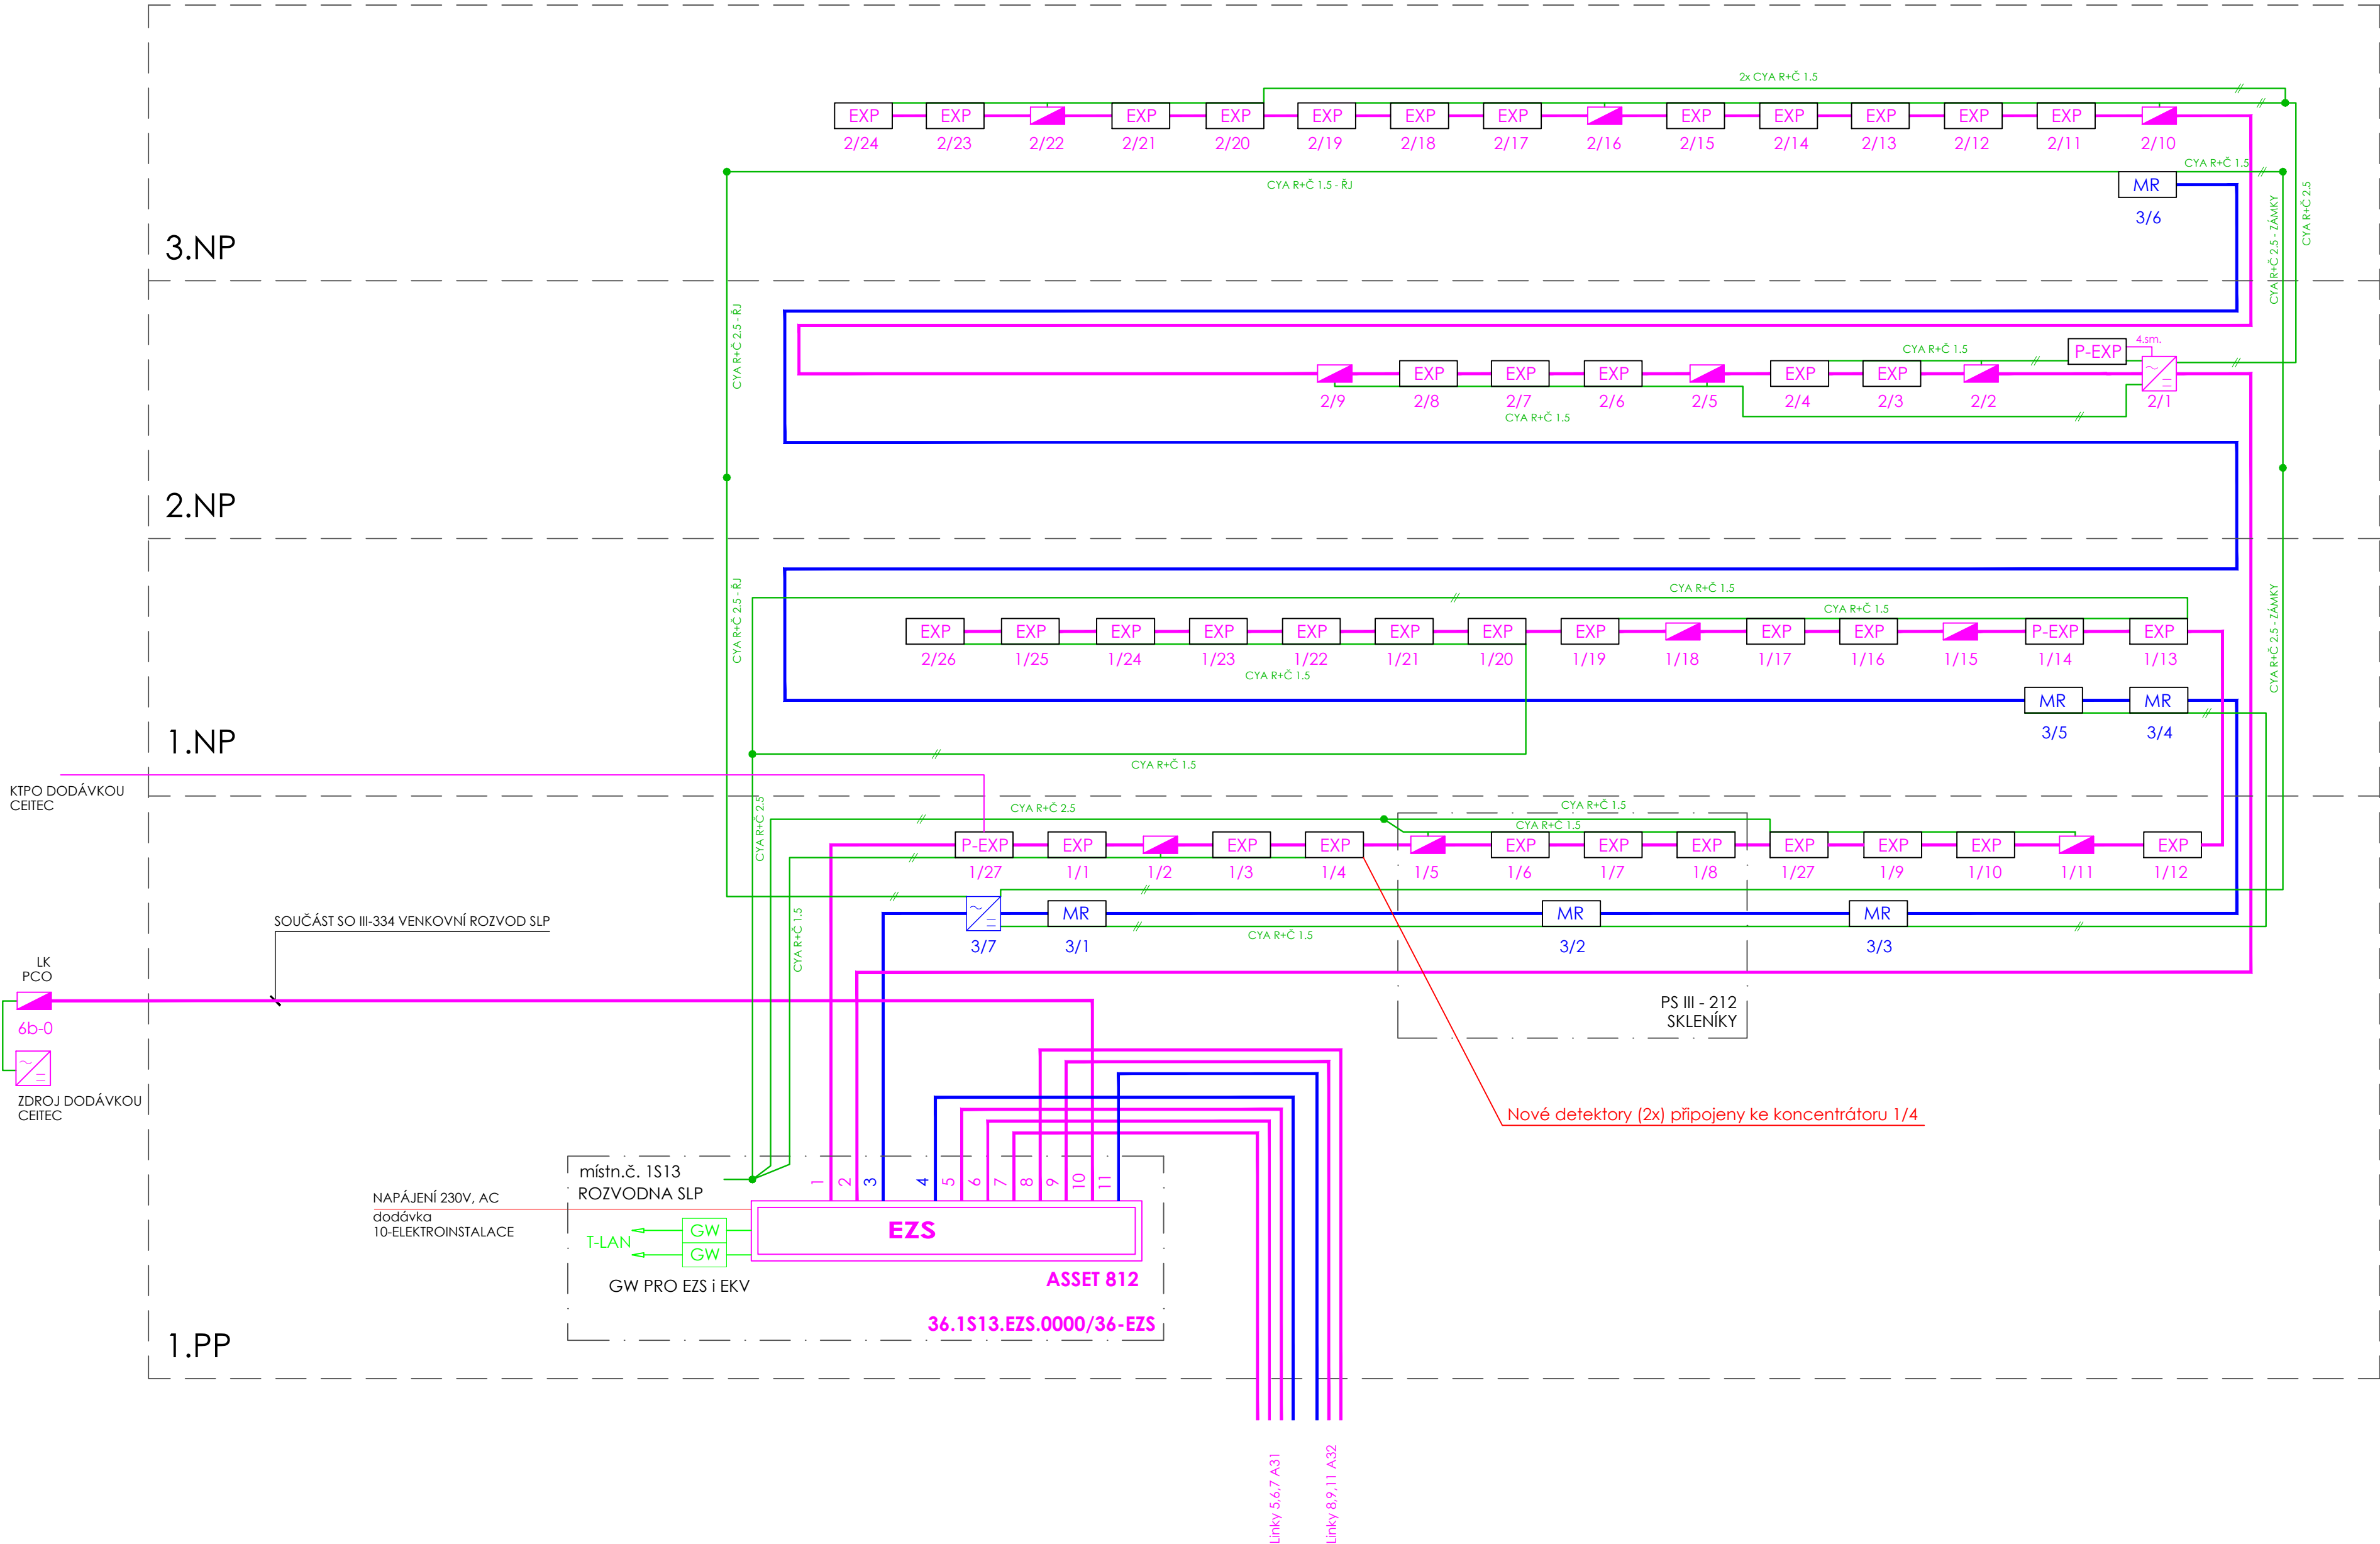 2x CYA R+Č 1.5
EXP EXP EXP EXP EXP EXP EXP EXP EXP EXP EXP EXP
2/24 2/23 2/22 2/21 2/20 2/19 2/18 2/17 2/16 2/15 2/14 2/13 2/12 2/11 2/10
CYA R+Č 1.5
CYA R+Č 1.5 - ŘJ
MR
3/6
CYA R+Č 2.5 - ZÁMKY
CYA R+Č 2.5
3.NP
CYA R+Č 2.5 - ŘJ
CYA R+Č 1.5
P-EXP
4.sm.
EXP EXP EXP EXP EXP
2/9 2/8 2/7 2/6 2/5 2/4 2/3 2/2 2/1
CYA R+Č 1.5
2.NP
CYA R+Č 2.5 - ŘJ
CYA R+Č 1.5
CYA R+Č 1.5
CYA R+Č 2.5 - ZÁMKY
EXP EXP EXP EXP EXP EXP EXP EXP EXP EXP P-EXP EXP
2/26 1/25 1/24 1/23 1/22 1/21 1/20 1/19 1/18 1/17 1/16 1/15 1/14 1/13
CYA R+Č 1.5
MR MR
3/5 3/4
1.NP
CYA R+Č 1.5
KTPO DODÁVKOU
CEITEC
CYA R+Č 2.5
CYA R+Č 2.5
CYA R+Č 1.5
CYA R+Č 1.5
P-EXP EXP EXP EXP EXP EXP EXP EXP EXP EXP EXP
1/27 1/1 1/2 1/3 1/4 1/5 1/6 1/7 1/8 1/27 1/9 1/10 1/11 1/12
CYA R+Č 1.5
MR MR MR
CYA R+Č 1.5
3/7 3/1 3/2 3/3
SOUČÁST SO III-334 VENKOVNÍ ROZVOD SLP
LK
PCO
6b-0
ZDROJ DODÁVKOU
CEITEC
PS III - 212
SKLENÍKY
Nové detektory (2x) připojeny ke koncentrátoru 1/4
místn.č. 1S13
ROZVODNA SLP
1 2 3 4 5 6 7 8 9 10 11
NAPÁJENÍ 230V, AC
dodávka
10-ELEKTROINSTALACE
T-LAN
GW
GW
EZS
GW PRO EZS i EKV
ASSET 812
36.1S13.EZS.0000/36-EZS
1.PP
Linky 5,6,7 A31
Linky 8,9,11 A32